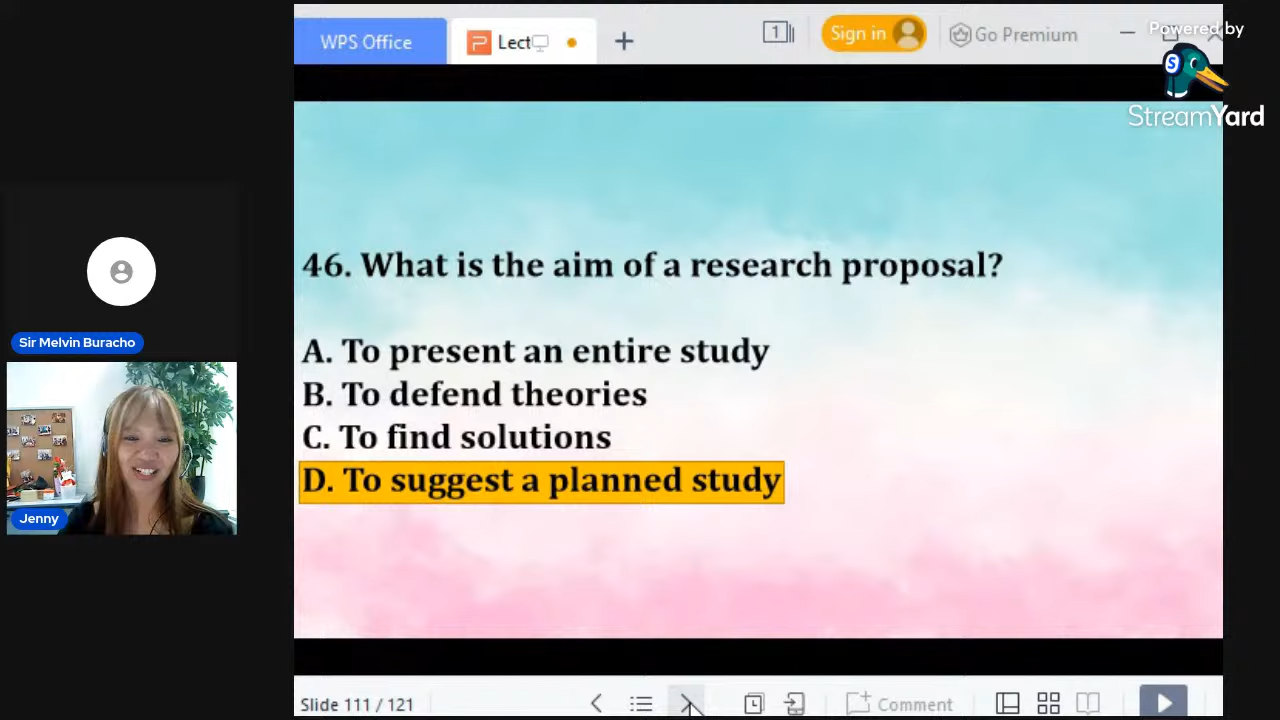 WPS Office
Lect
1
Sign in
Go Premium
Powered by
S
StreamYard
46. What is the aim of a research proposal?
A. To present an entire study
B. To defend theories
C. To find solutions
D. To suggest a planned study
Sir Melvin Buracho
Jenny
Slide 111 / 121
Comment